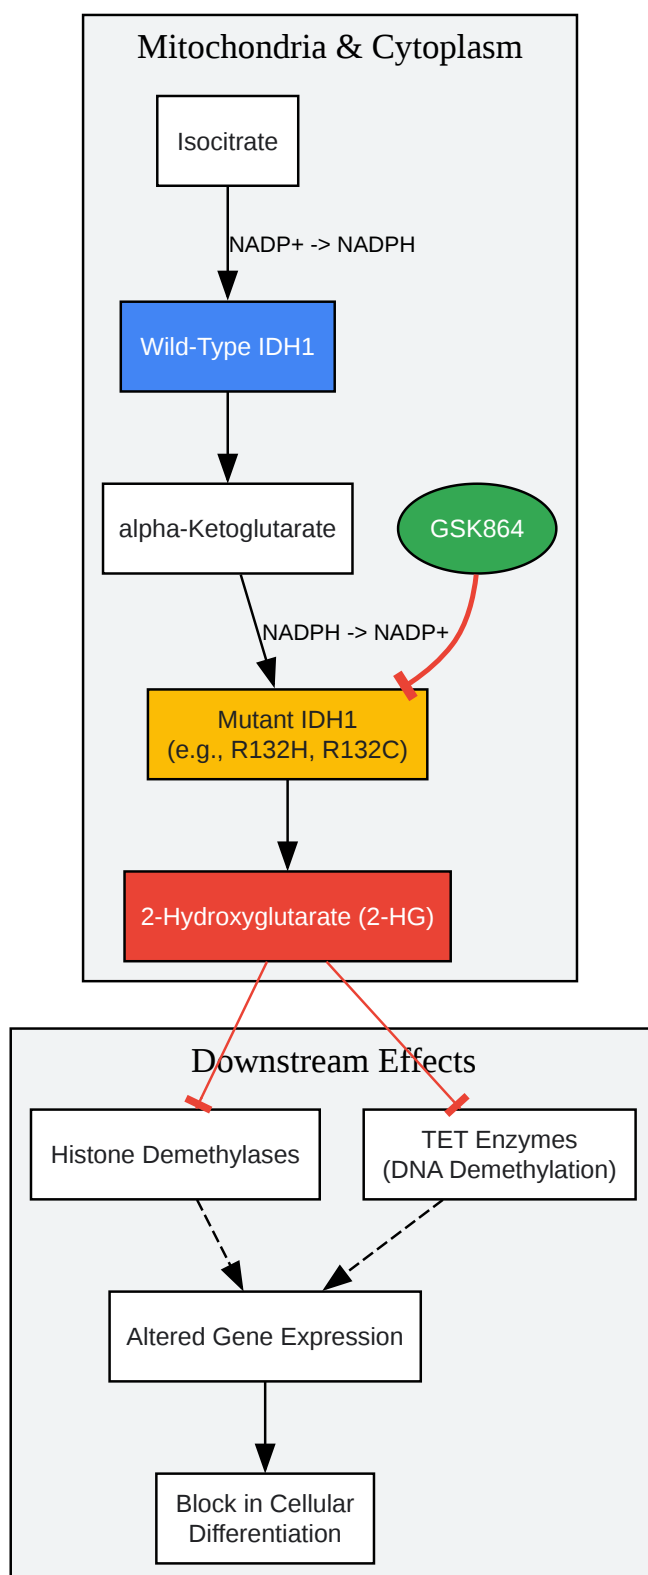 Mitochondria & Cytoplasm
Isocitrate
NADP+ -> NADPH
Wild-Type IDH1
alpha-Ketoglutarate
GSK864
NADPH -> NADP+
Mutant IDH1
(e.g., R132H, R132C)
2-Hydroxyglutarate (2-HG)
Downstream Effects
Histone Demethylases
TET Enzymes
(DNA Demethylation)
Altered Gene Expression
Block in Cellular
Differentiation